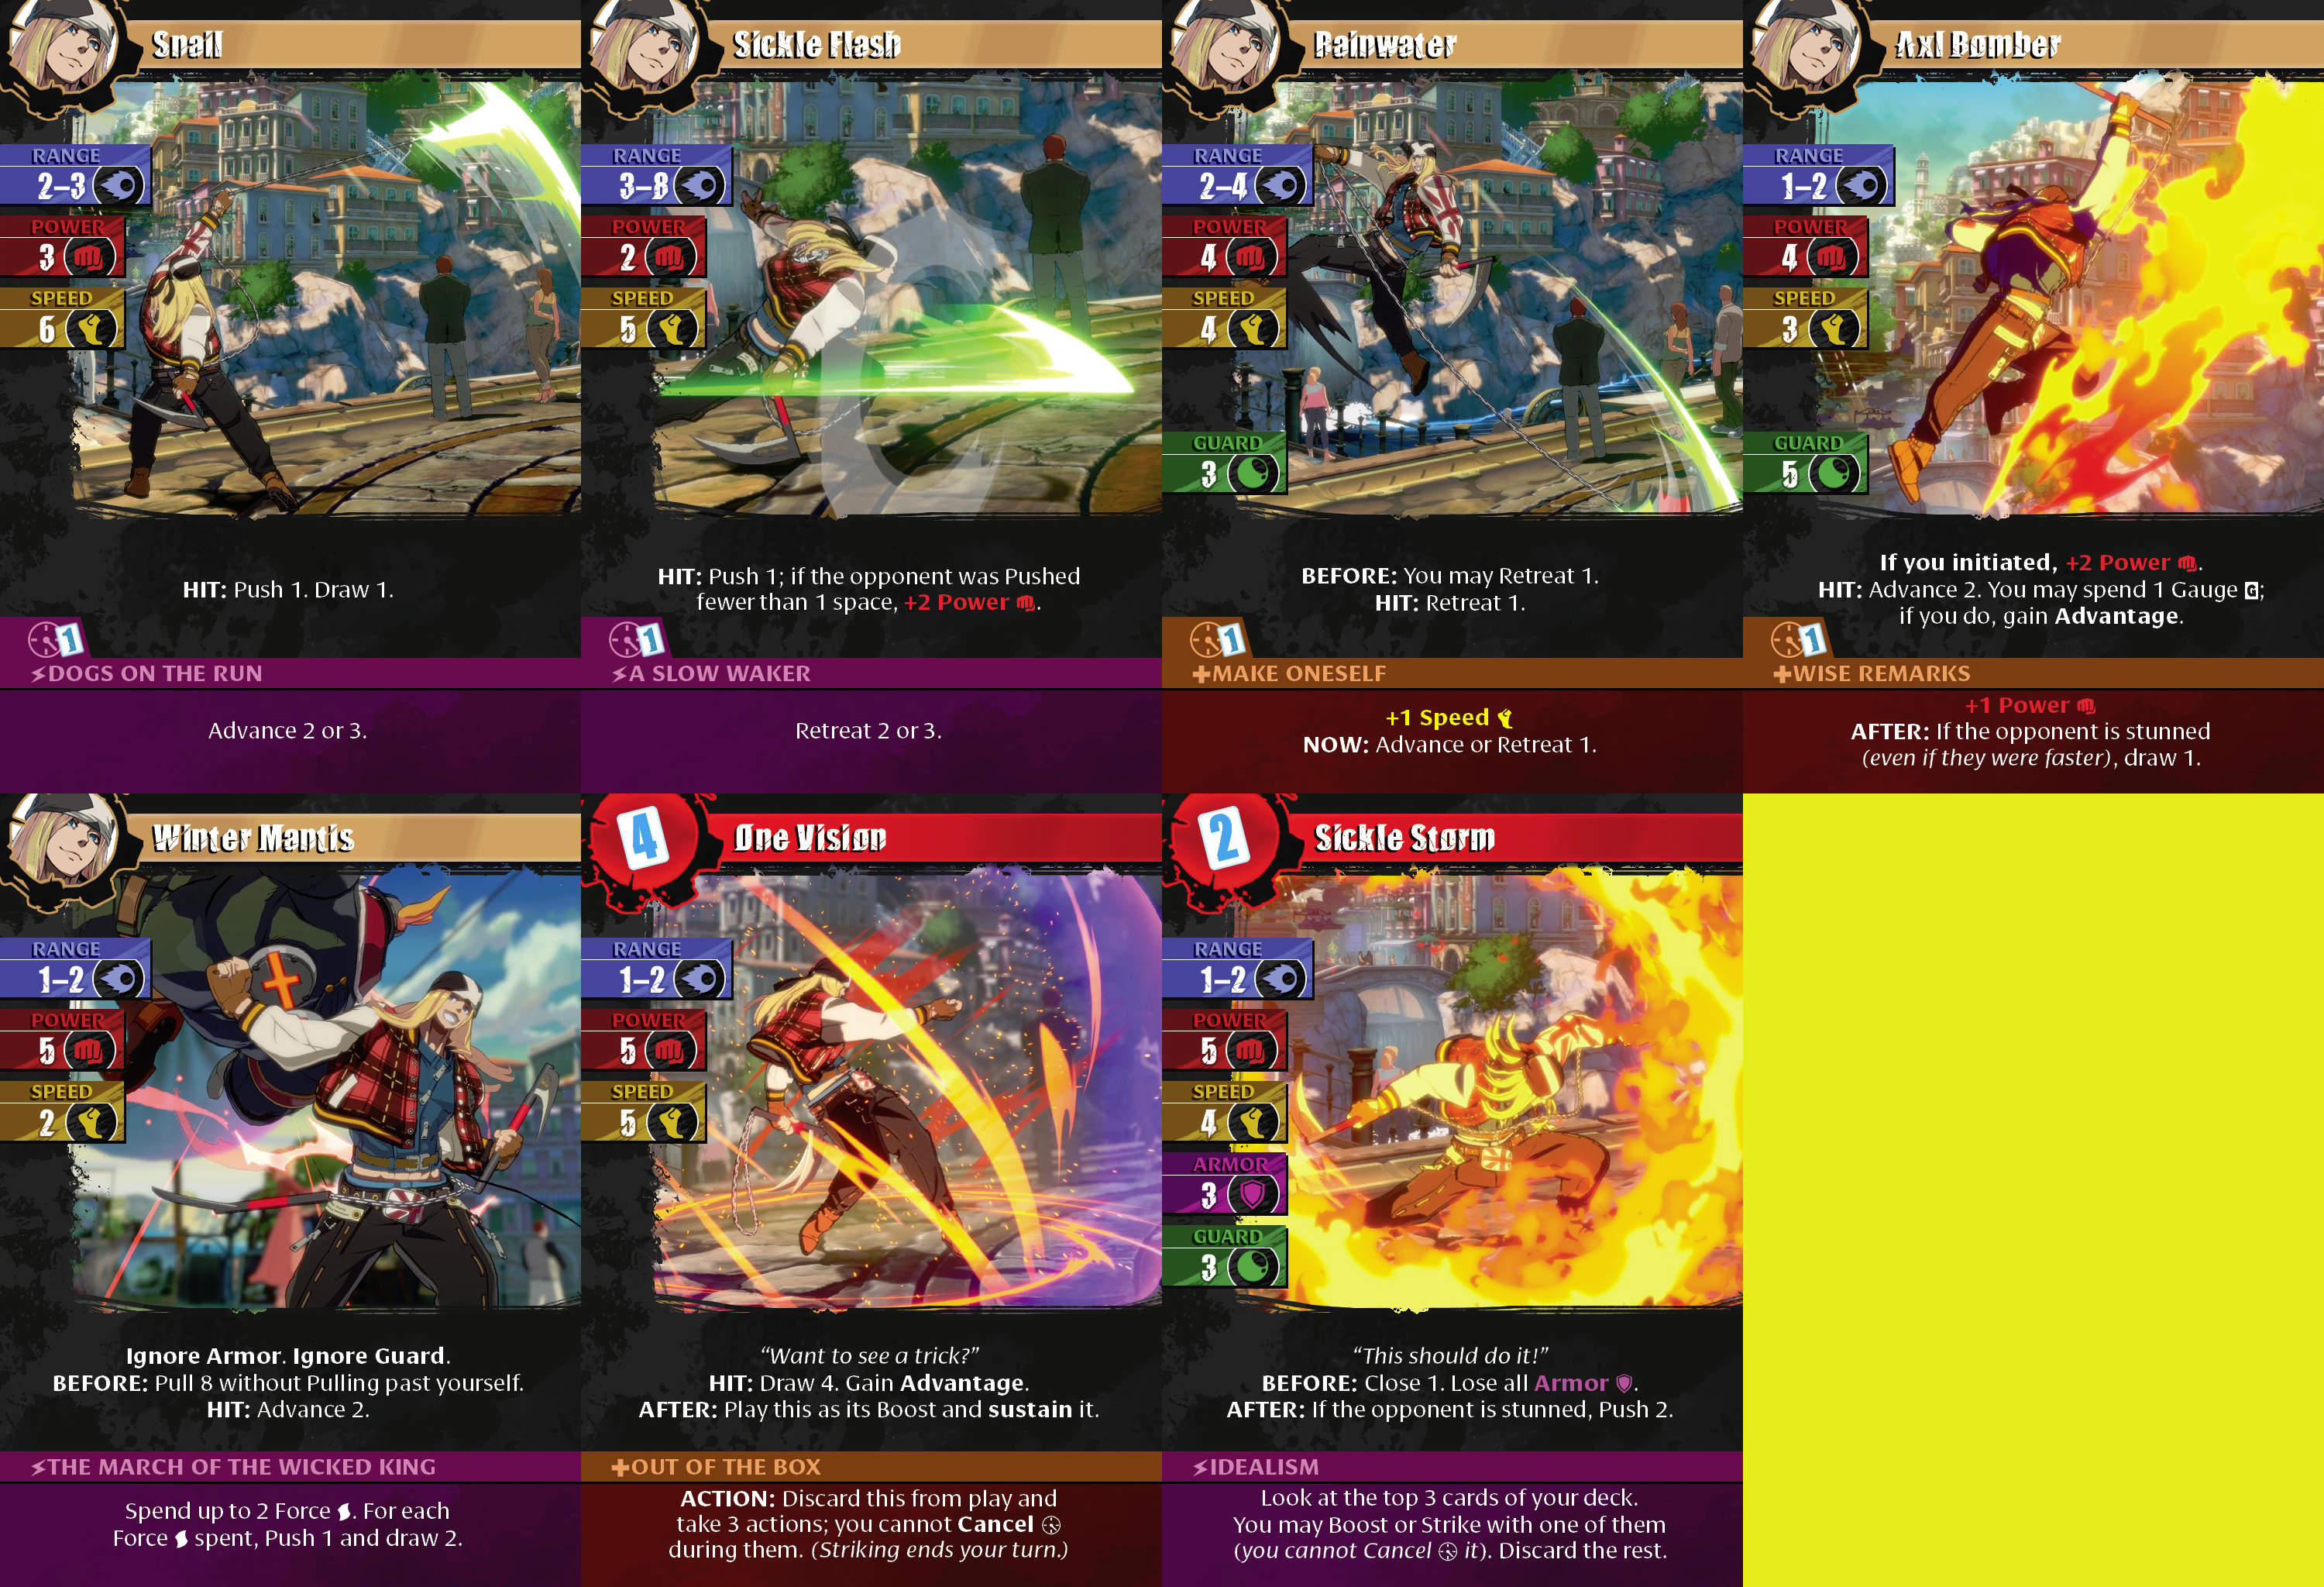 Snail
RANGE
2–3
POWER
3
SPEED
6
HIT: Push 1. Draw 1.
1
DOGS ON THE RUN
Advance 2 or 3.
Sickle Flash
RANGE
3–8
POWER
2
SPEED
5
HIT: Push 1; if the opponent was Pushed
fewer than 1 space, +2 Power.
1
A SLOW WAKER
Retreat 2 or 3.
Rainwater
RANGE
2–4
POWER
4
SPEED
4
GUARD
3
BEFORE: You may Retreat 1.
HIT: Retreat 1.
1
MAKE ONESELF
+1 Speed
NOW: Advance or Retreat 1.
Axl Bomber
RANGE
1–2
POWER
4
SPEED
3
GUARD
5
If you initiated, +2 Power.
HIT: Advance 2. You may spend 1 Gauge G;
if you do, gain Advantage.
1
WISE REMARKS
+1 Power
AFTER: If the opponent is stunned
(even if they were faster), draw 1.
Winter Mantis
RANGE
1–2
POWER
5
SPEED
2
Ignore Armor. Ignore Guard.
BEFORE: Pull 8 without Pulling past yourself.
HIT: Advance 2.
THE MARCH OF THE WICKED KING
Spend up to 2 Force. For each
Force spent, Push 1 and draw 2.
4
One Vision
RANGE
1–2
POWER
5
SPEED
5
“Want to see a trick?”
HIT: Draw 4. Gain Advantage.
AFTER: Play this as its Boost and sustain it.
OUT OF THE BOX
ACTION: Discard this from play and
take 3 actions; you cannot Cancel
during them. (Striking ends your turn.)
2
Sickle Storm
RANGE
1–2
POWER
5
SPEED
4
ARMOR
3
GUARD
3
“This should do it!”
BEFORE: Close 1. Lose all Armor.
AFTER: If the opponent is stunned, Push 2.
IDEALISM
Look at the top 3 cards of your deck.
You may Boost or Strike with one of them
(you cannot Cancel it). Discard the rest.